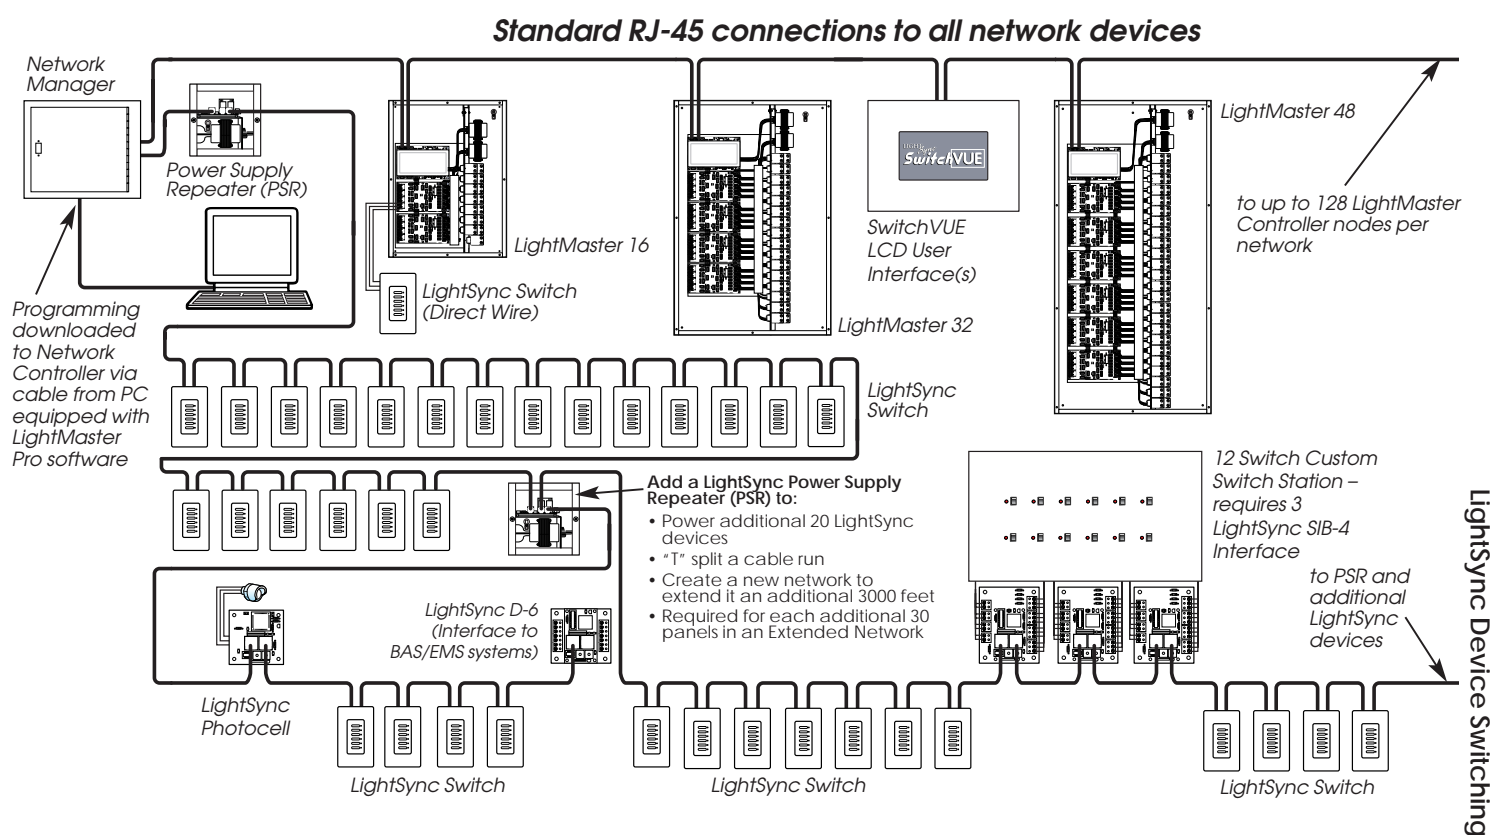 Standard RJ-45 connections to all network devices
Network
Manager
Power Supply
Repeater (PSR)
LightMaster 16
LightSync Switch
(Direct Wire)
LightMaster 32
SwitchVUE
SwitchVUE
LCD User
Interface(s)
LightMaster 48
to up to 128 LightMaster
Controller nodes per
network
Programming
downloaded
to Network
Controller via
cable from PC
equipped with
LightMaster
Pro software
LightSync
Switch
Add a LightSync Power Supply
Repeater (PSR) to:
• Power additional 20 LightSync
devices
• "T" split a cable run
• Create a new network to
extend it an additional 3000 feet
• Required for each additional 30
panels in an Extended Network
12 Switch Custom
Switch Station –
requires 3
LightSync SIB-4
Interface
to PSR and
additional
LightSync
devices
LightSync D-6
(Interface to
BAS/EMS systems)
LightSync
Photocell
LightSync Switch
LightSync Switch
LightSync Switch
LightSync Device Switching